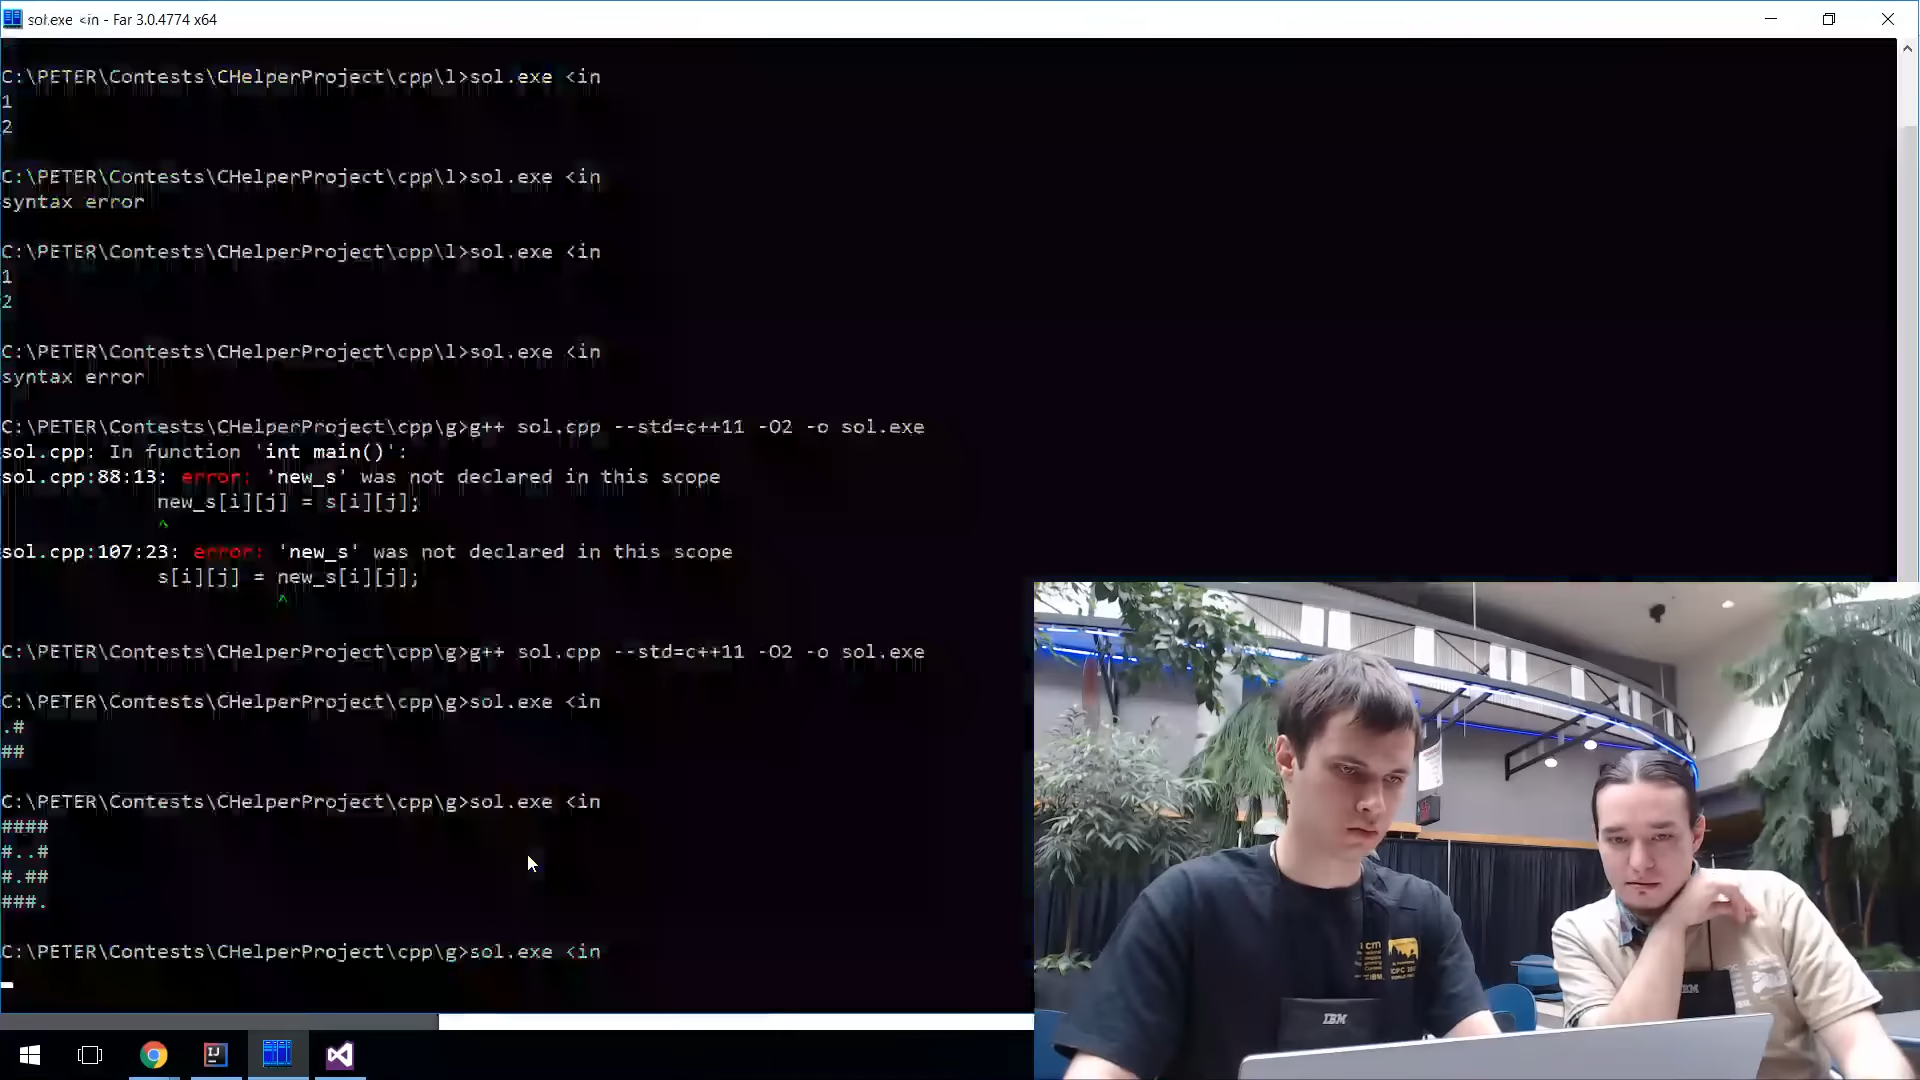 sol.exe <in - Far 3.0.4774 x64
C:\PETER\Contests\CHelperProject\cpp\l>sol.exe <in
1
2
C:\PETER\Contests\CHelperProject\cpp\l>sol.exe <in
syntax error
C:\PETER\Contests\CHelperProject\cpp\l>sol.exe <in
1
2
C:\PETER\Contests\CHelperProject\cpp\l>sol.exe <in
syntax error
C:\PETER\Contests\CHelperProject\cpp\g>g++ sol.cpp --std=c++11 -O2 -o sol.exe
sol.cpp: In function 'int main()':
sol.cpp:88:13: error: 'new_s' was not declared in this scope
new_s[i][j] = s[i][j];
^
sol.cpp:107:23: error: 'new_s' was not declared in this scope
s[i][j] = new_s[i][j];
^
C:\PETER\Contests\CHelperProject\cpp\g>g++ sol.cpp --std=c++11 -O2 -o sol.exe
C:\PETER\Contests\CHelperProject\cpp\g>sol.exe <in
.#
##
C:\PETER\Contests\CHelperProject\cpp\g>sol.exe <in
####
#..#
#.##
###.
C:\PETER\Contests\CHelperProject\cpp\g>sol.exe <in
IJ
IBM
IBM